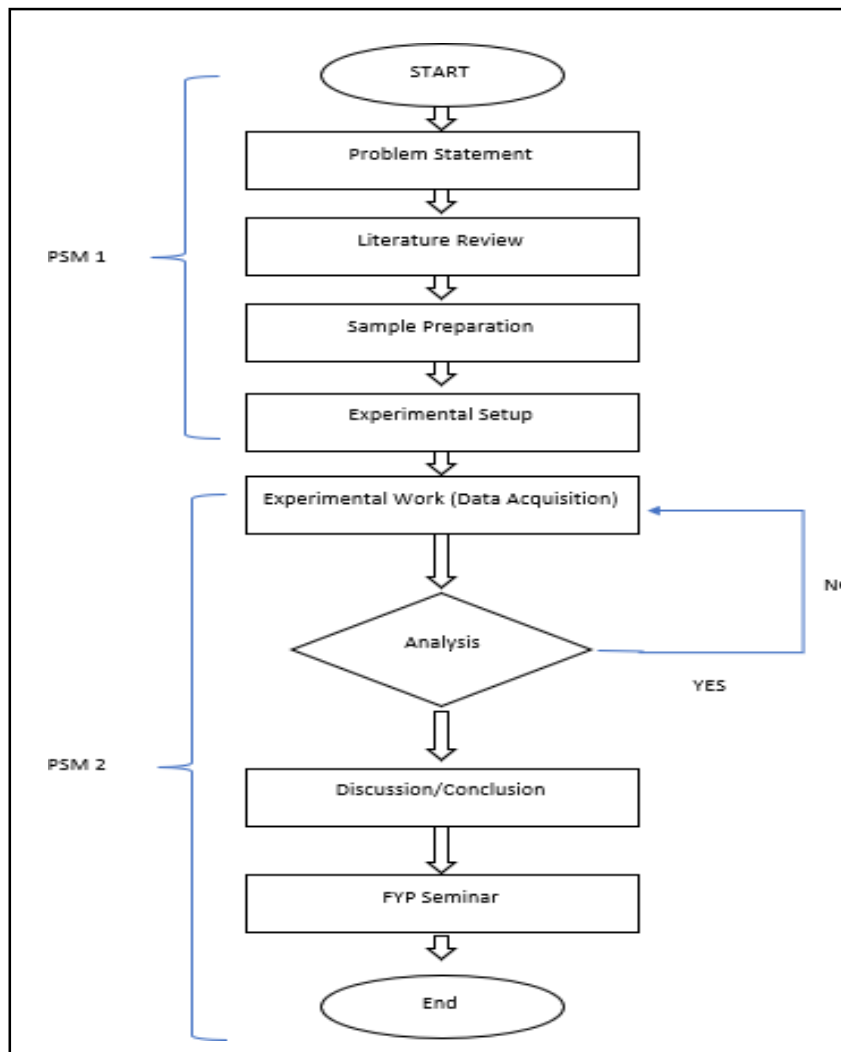 START
Problem Statement
Literature Review
PSM 1
Sample Preparation
Experimental Setup
Experimental Work (Data Acquisition)
Analysis
YES
PSM 2
Discussion/Conclusion
FYP Seminar
End